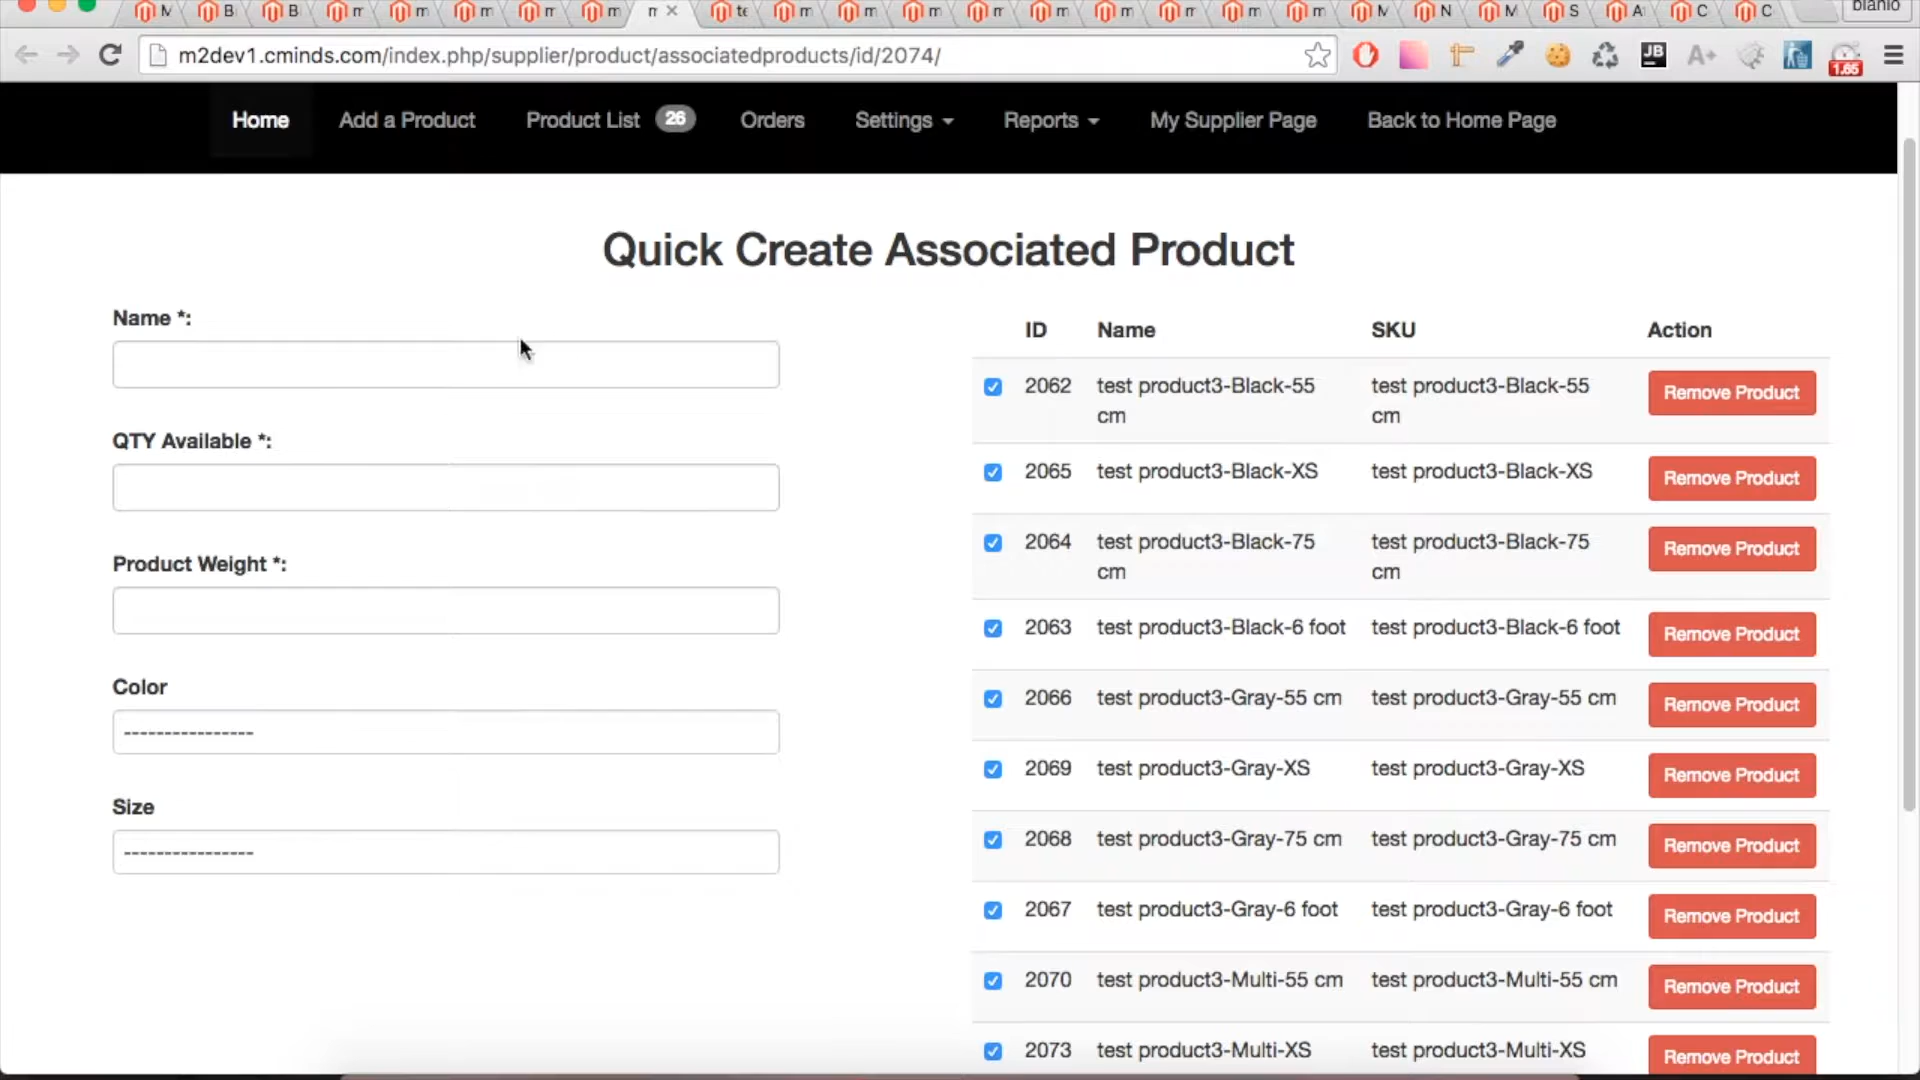 M B B m m m m m m te m m m m m m m m m M N M S A C C blanlo
m2dev1.cminds.com/index.php/supplier/product/associatedproducts/id/2074/ JB A+ 1.65
Home Add a Product Product List 26 Orders Settings Reports My Supplier Page Back to Home Page
Quick Create Associated Product
Name *:
QTY Available *:
Product Weight *:
Color
----------------
Size
----------------
ID Name SKU Action
2062 test product3-Black-55 test product3-Black-55 Remove Product
cm cm
2065 test product3-Black-XS test product3-Black-XS Remove Product
2064 test product3-Black-75 test product3-Black-75 Remove Product
cm cm
2063 test product3-Black-6 foot test product3-Black-6 foot Remove Product
2066 test product3-Gray-55 cm test product3-Gray-55 cm Remove Product
2069 test product3-Gray-XS test product3-Gray-XS Remove Product
2068 test product3-Gray-75 cm test product3-Gray-75 cm Remove Product
2067 test product3-Gray-6 foot test product3-Gray-6 foot Remove Product
2070 test product3-Multi-55 cm test product3-Multi-55 cm Remove Product
2073 test product3-Multi-XS test product3-Multi-XS Remove Product